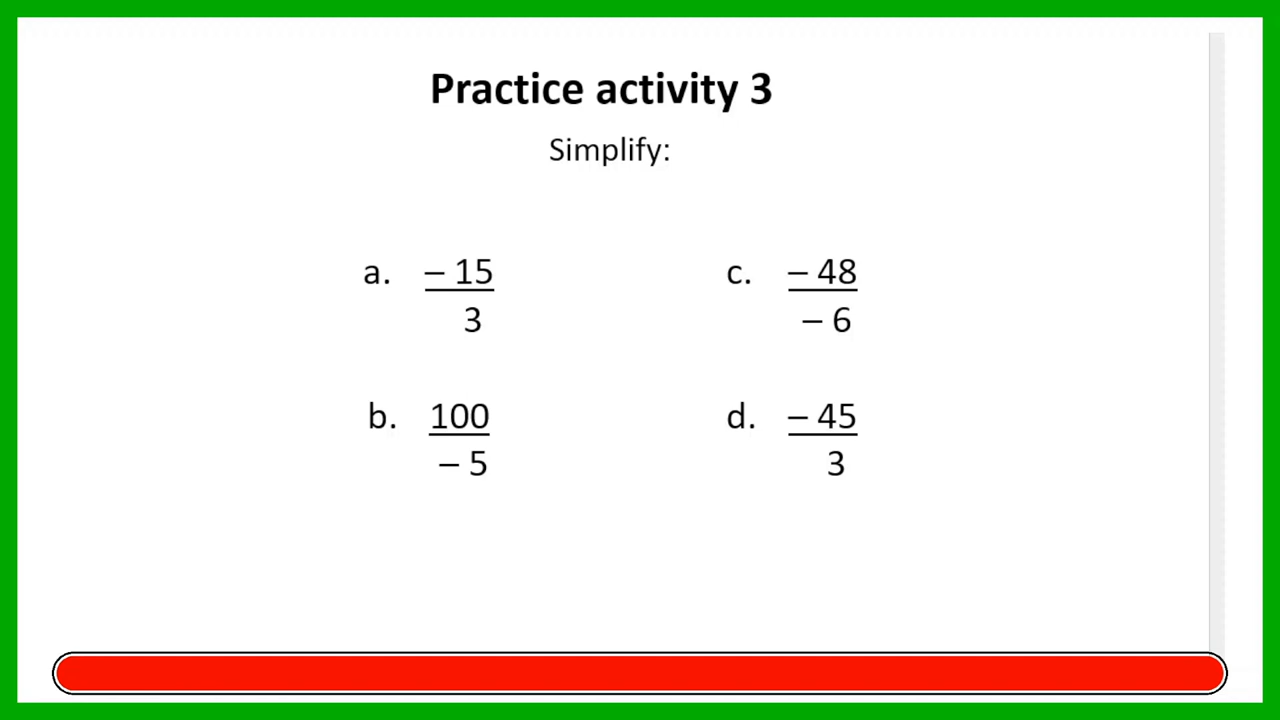 Practice activity 3
Simplify:
a. – 15
3
c. – 48
– 6
b. 100
– 5
d. – 45
3